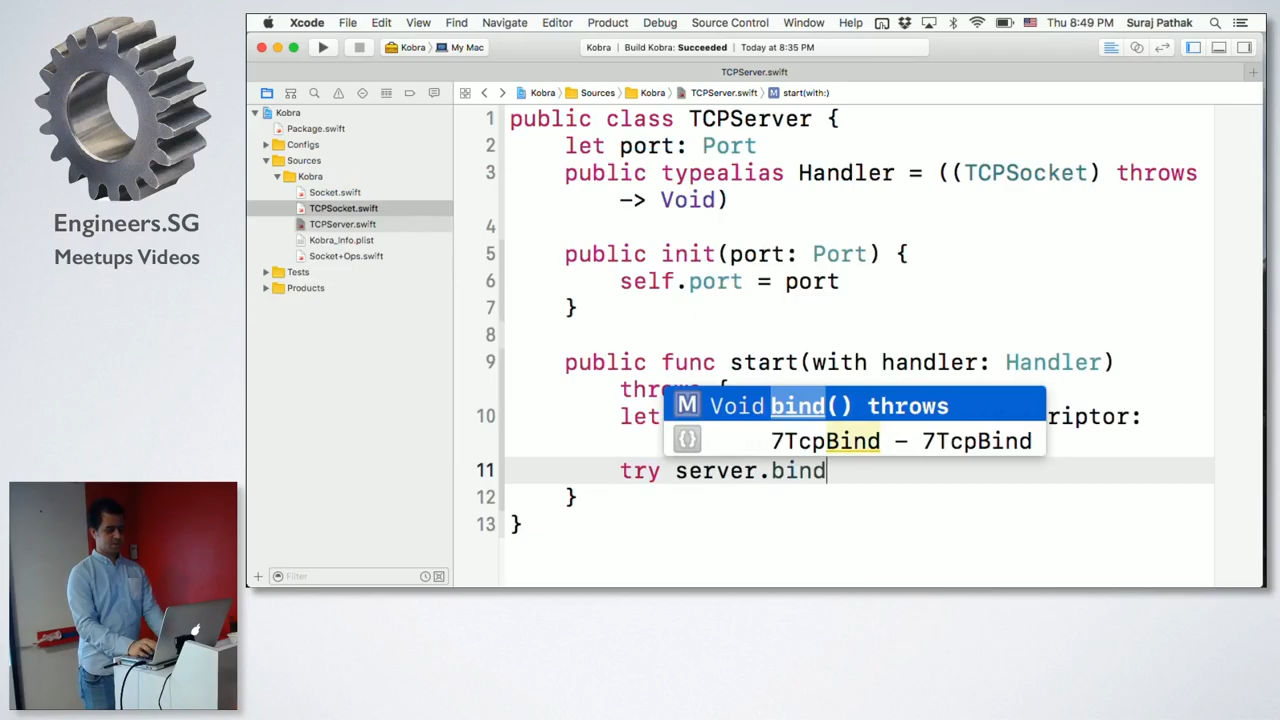 Xcode File Edit View Find Navigate Editor Product Debug Source Control Window Help Thu 8:49 PM Suraj Pathak
Kobra My Mac Kobra | Build Kobra: Succeeded | Today at 8:35 PM
TCPServer.swift
Kobra Sources Kobra TCPServer.swift M start(with:)
Kobra
Package.swift
Configs
Sources
Kobra
Socket.swift
TCPSocket.swift
TCPServer.swift
Kobra_Info.plist
Socket+Ops.swift
Tests
Products
Filter
1 public class TCPServer {
2 let port: Port
3 public typealias Handler = ((TCPSocket) throws
-> Void)
4
5 public init(port: Port) {
6 self.port = port
7 }
8
9 public func start(with handler: Handler)
throws {
10 let riptor:
M Void bind() throws
{} 7TcpBind – 7TcpBind
11 try server.bind
12 }
13 }
Engineers.SG
Meetups Videos